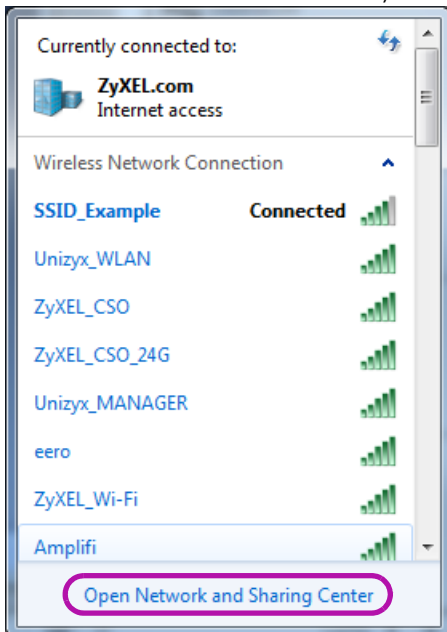 Currently connected to:
ZyXEL.com
Internet access
Wireless Network Connection
SSID_Example Connected
Unizyx_WLAN
ZyXEL_CSO
ZyXEL_CSO_24G
Unizyx_MANAGER
eero
ZyXEL_Wi-Fi
Amplifi
Open Network and Sharing Center